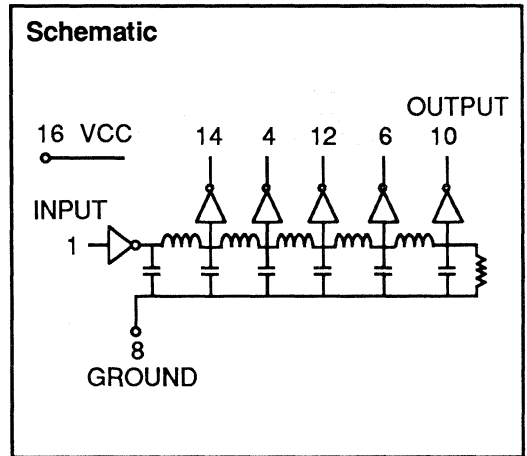 Schematic
OUTPUT
16 VCC 14 4 12 6 10
INPUT
1
8
GROUND